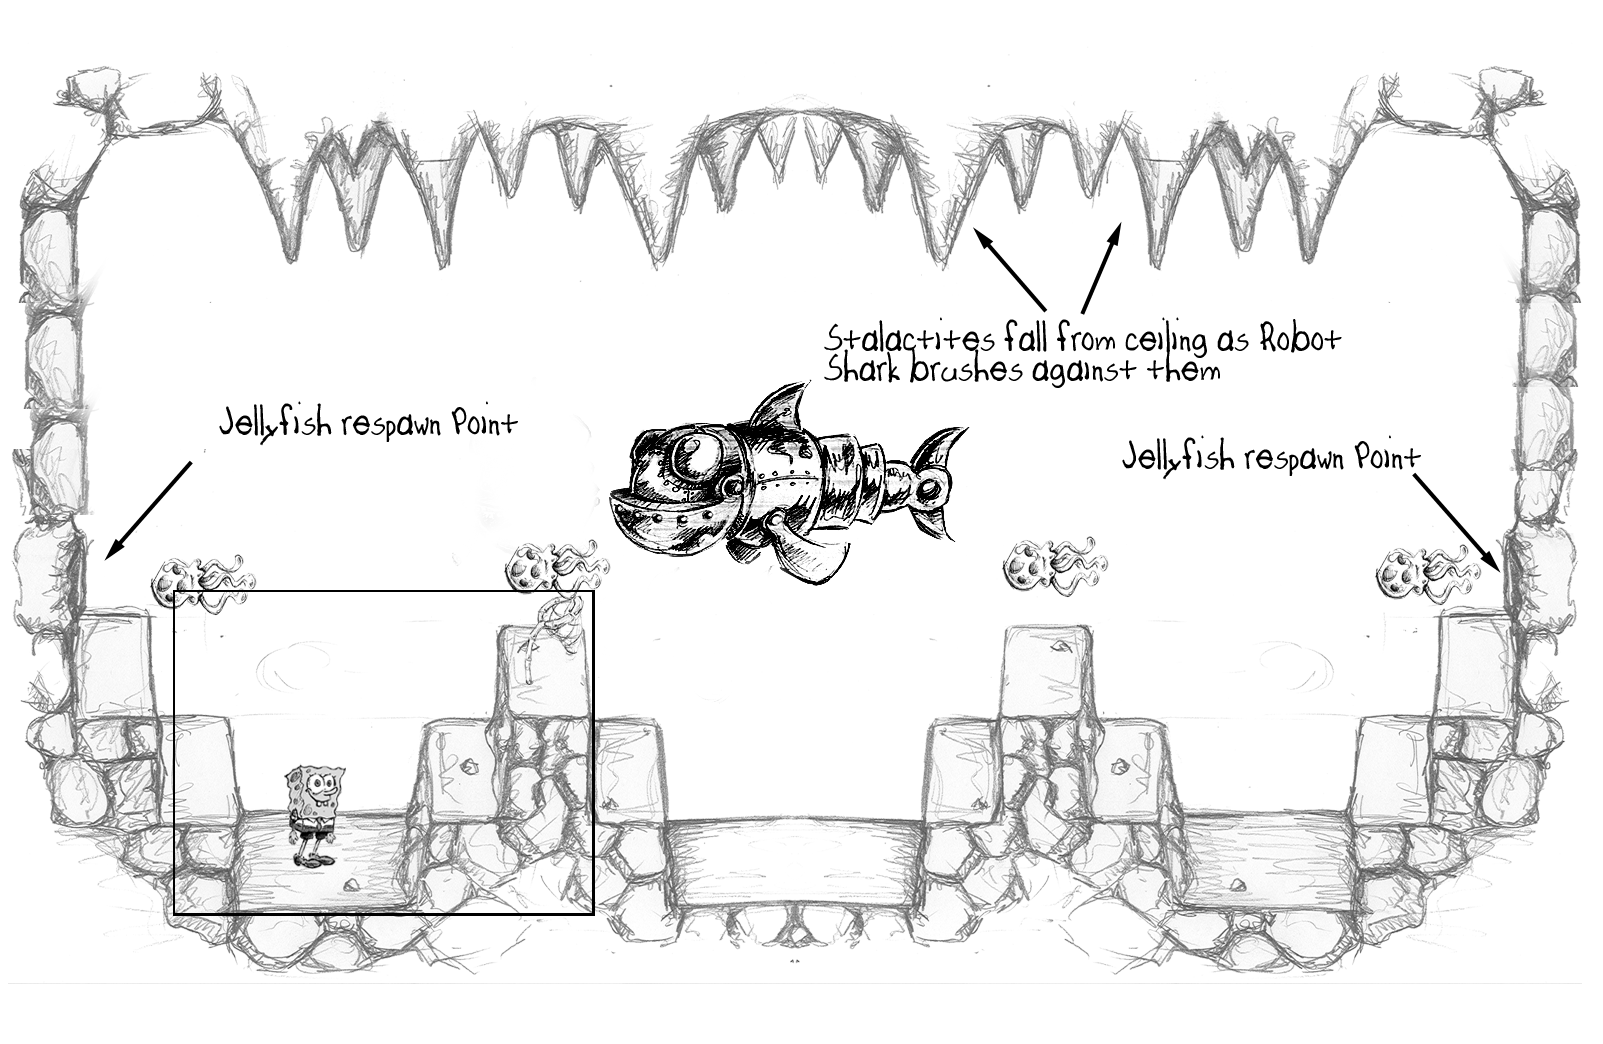 Stalactites fall from ceiling as Robot
Shark brushes against them
Jellyfish respawn Point
Jellyfish respawn Point